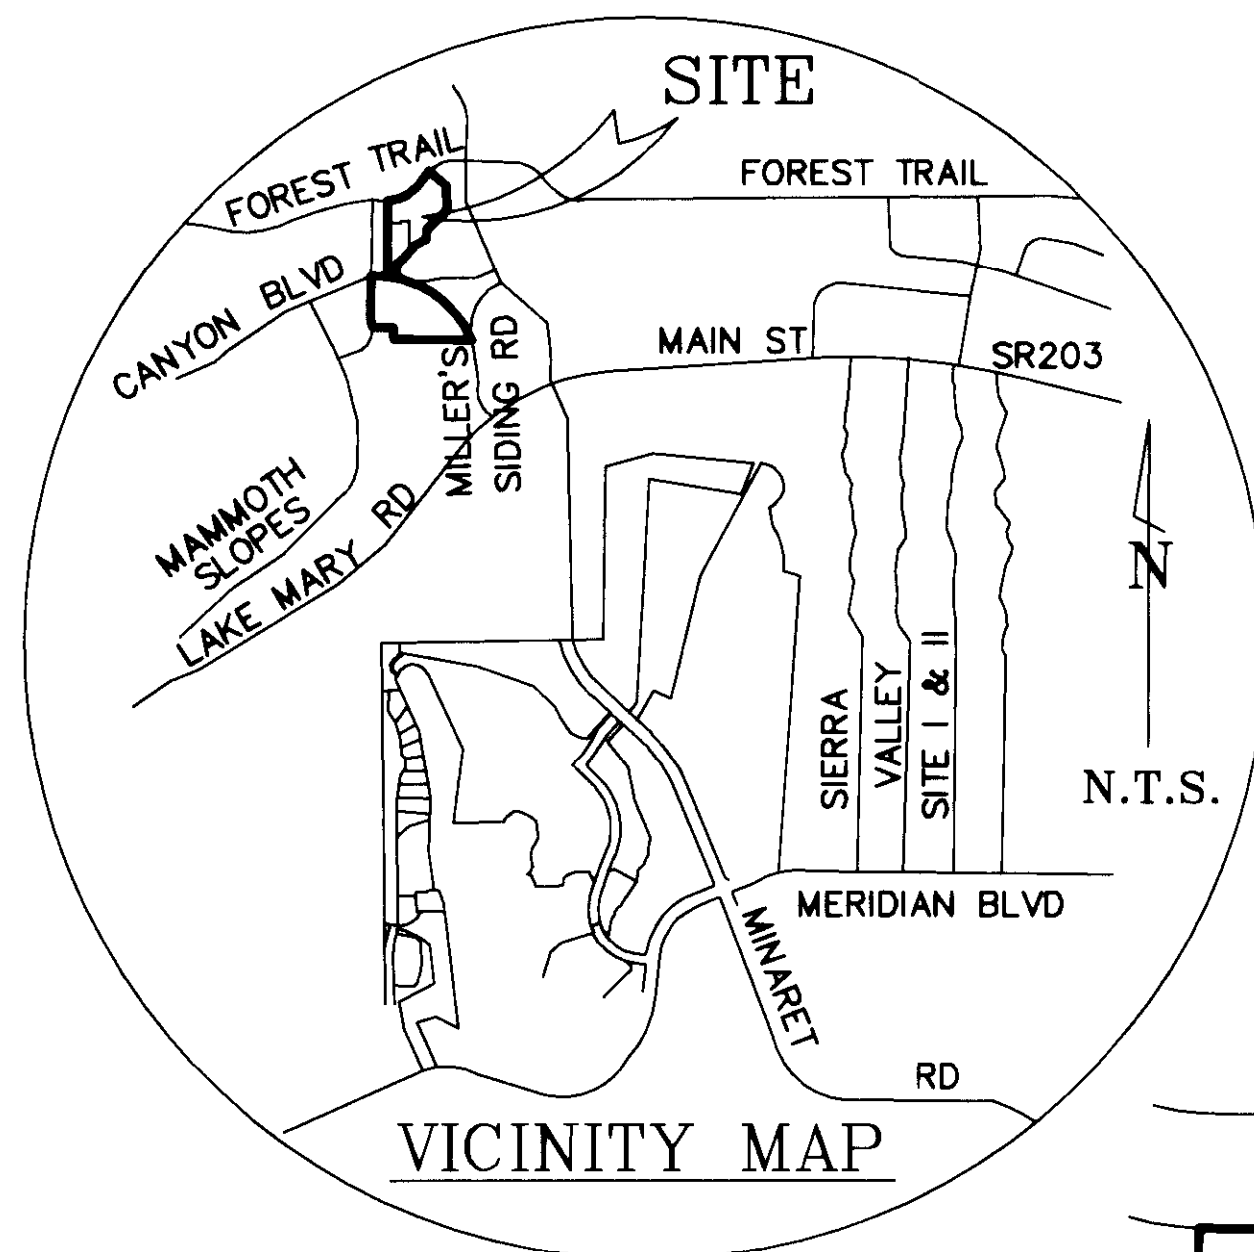 SITE
FOREST TRAIL
FOREST TRAIL
CANYON BLVD
MAIN ST
SR203
MILLER'S
SIDING RD
MAMMOTH
SLOPES
LAKE MARY RD
N
N.T.S.
SIERRA
VALLEY
SITE I & II
MERIDIAN BLVD
MINARET
RD
VICINITY MAP